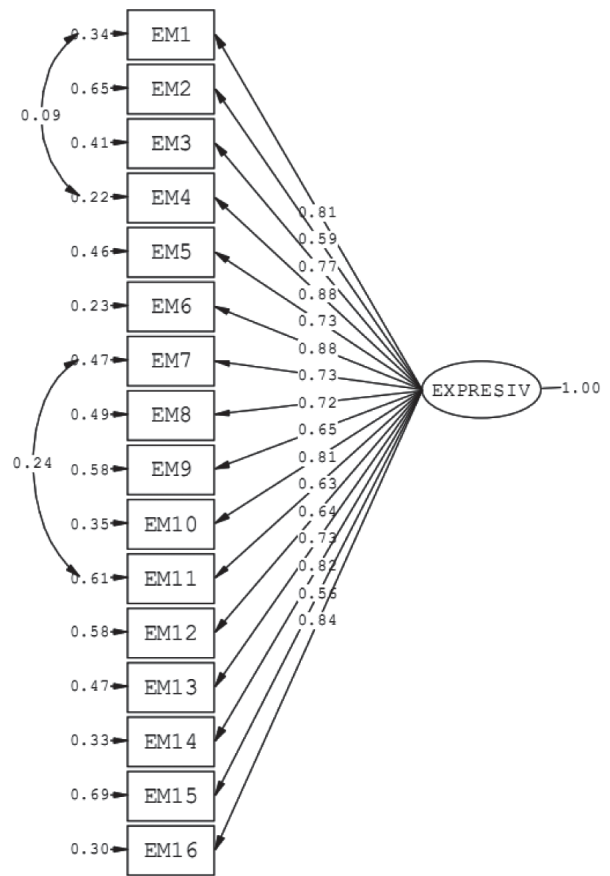 0.34 EM1
0.65 EM2
0.09
0.41 EM3
0.22 EM4
0.81
0.59
0.46 EM5
0.77
0.88
0.23 EM6
0.73
0.88
0.47 EM7
0.73
EXPRESIV 1.00
0.72
0.49 EM8
0.65
0.24
0.58 EM9
0.81
0.63
0.35 EM10
0.64
0.73
0.61 EM11
0.82
0.56
0.84
0.58 EM12
0.47 EM13
0.33 EM14
0.69 EM15
0.30 EM16